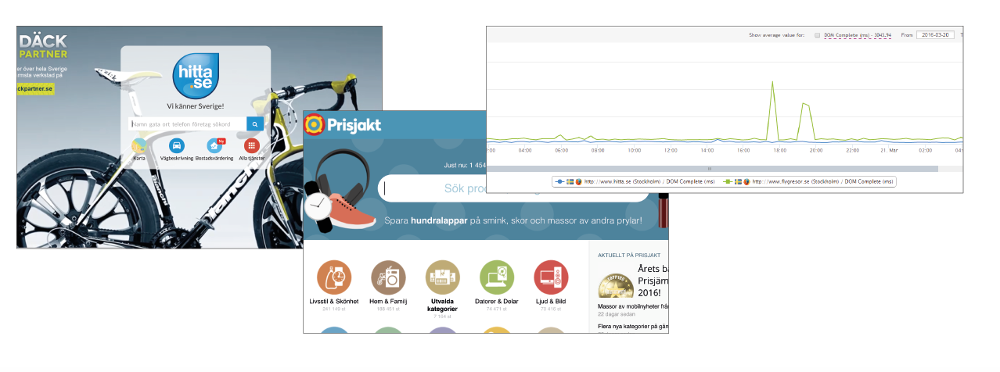 DÄCK
PARTNER
er över hela Sverige
rmsta verkstad på
ckpartner.se
hitta
.se
Vi känner Sverige!
Namn gata ort telefon företag sökord
Ny
Karta Vägbeskrivning Bostadsvärdering Alla tjänster
Bianchi
Prisjakt
Just nu: 1 454
Sök
Spara hundralappar på smink, skor och massor av andra prylar!
Livsstil & Skönhet Hem & Familj Utvalda kategorier Datorer & Delar Ljud & Bild
241 149 st 188 451 st 7 164 st 74 471 st 70 410 st
AKTUELLT PÅ PRISJAKT
Årets ba
Prisjäm
2016!
Massor av mobilnyheter frå
22 dagar sedan
Flera nya kategorier på gån
Show average value for: DOM Complete (ms) - 3043.94 From 2016-03-20 T
2:00 04:00 06:00 08:00 10:00 12:00 14:00 16:00 18:00 20:00 22:00 21. Mar 02:00 04:
http://www.hitta.se (Stockholm) / DOM Complete (ms) http://www.flygresor.se (Stockholm) / DOM Complete (ms)